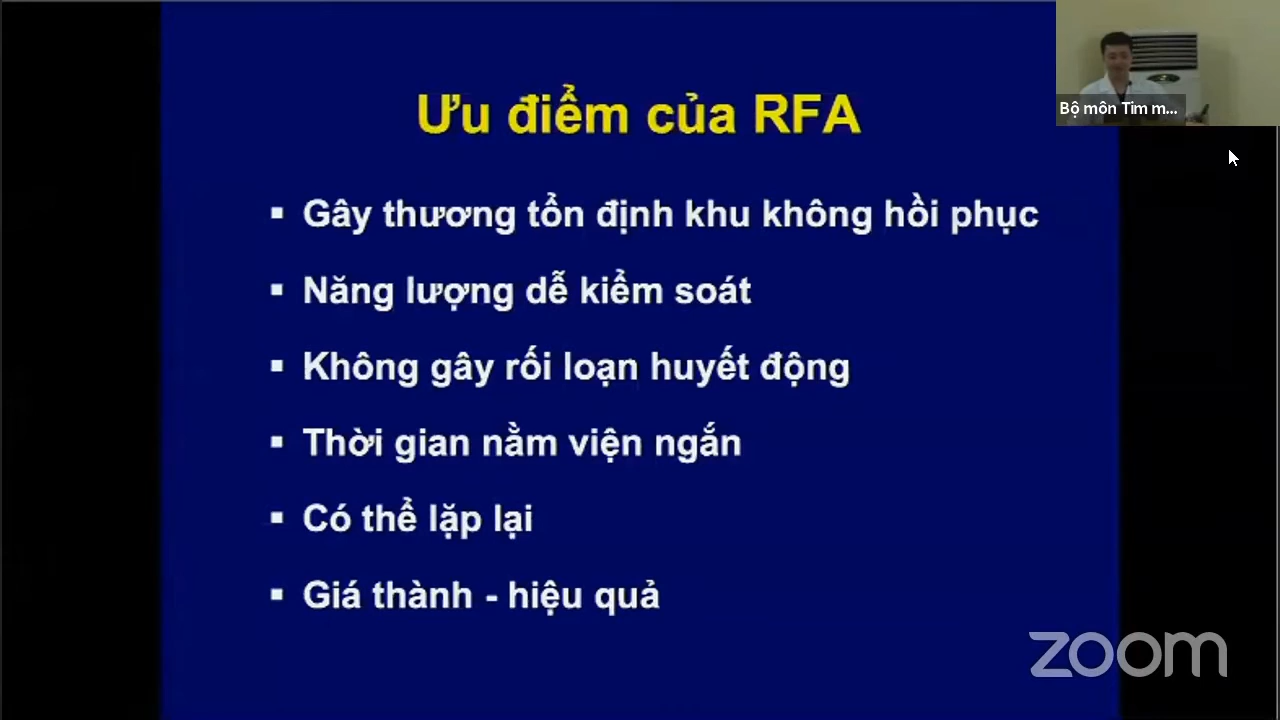 Ưu điểm của RFA
Bộ môn Tim m...
▪ Gây thương tổn định khu không hồi phục
▪ Năng lượng dễ kiểm soát
▪ Không gây rối loạn huyết động
▪ Thời gian nằm viện ngắn
▪ Có thể lặp lại
▪ Giá thành - hiệu quả
zoom